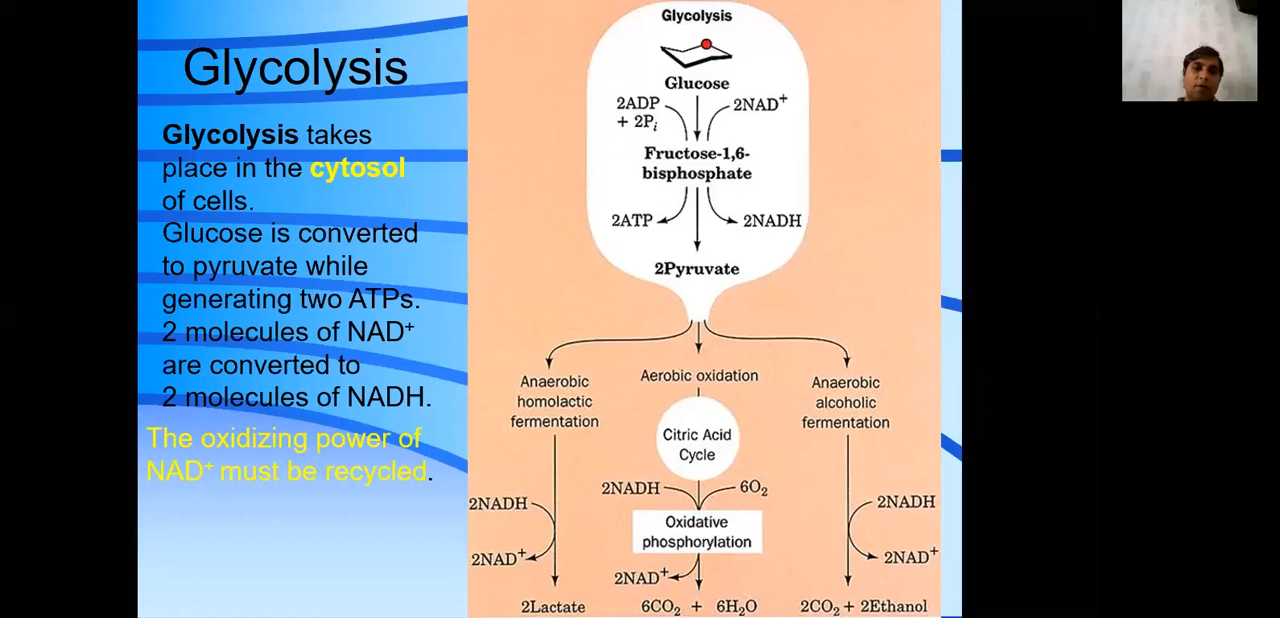 Glycolysis
Glycolysis takes
place in the cytosol
of cells.
Glucose is converted
to pyruvate while
generating two ATPs.
2 molecules of NAD⁺
are converted to
2 molecules of NADH.
The oxidizing power of
NAD⁺ must be recycled.
Glycolysis
Glucose
2ADP
+ 2Pᵢ
2NAD⁺
Fructose-1,6-
bisphosphate
2ATP
2NADH
2Pyruvate
Anaerobic
homolactic
fermentation
Aerobic oxidation
Anaerobic
alcoholic
fermentation
Citric Acid
Cycle
2NADH
2NAD⁺
2Lactate
2NADH
6O₂
Oxidative
phosphorylation
2NAD⁺
6CO₂ + 6H₂O
2NADH
2NAD⁺
2CO₂ + 2Ethanol